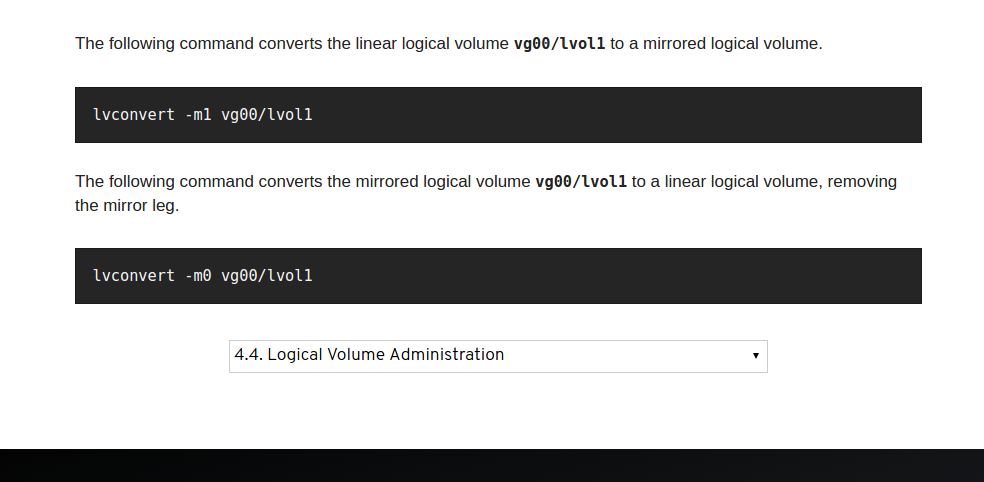 The following command converts the linear logical volume vg00/lvol1 to a mirrored logical volume.
lvconvert -m1 vg00/lvol1
The following command converts the mirrored logical volume vg00/lvol1 to a linear logical volume, removing
the mirror leg.
lvconvert -m0 vg00/lvol1
4.4. Logical Volume Administration